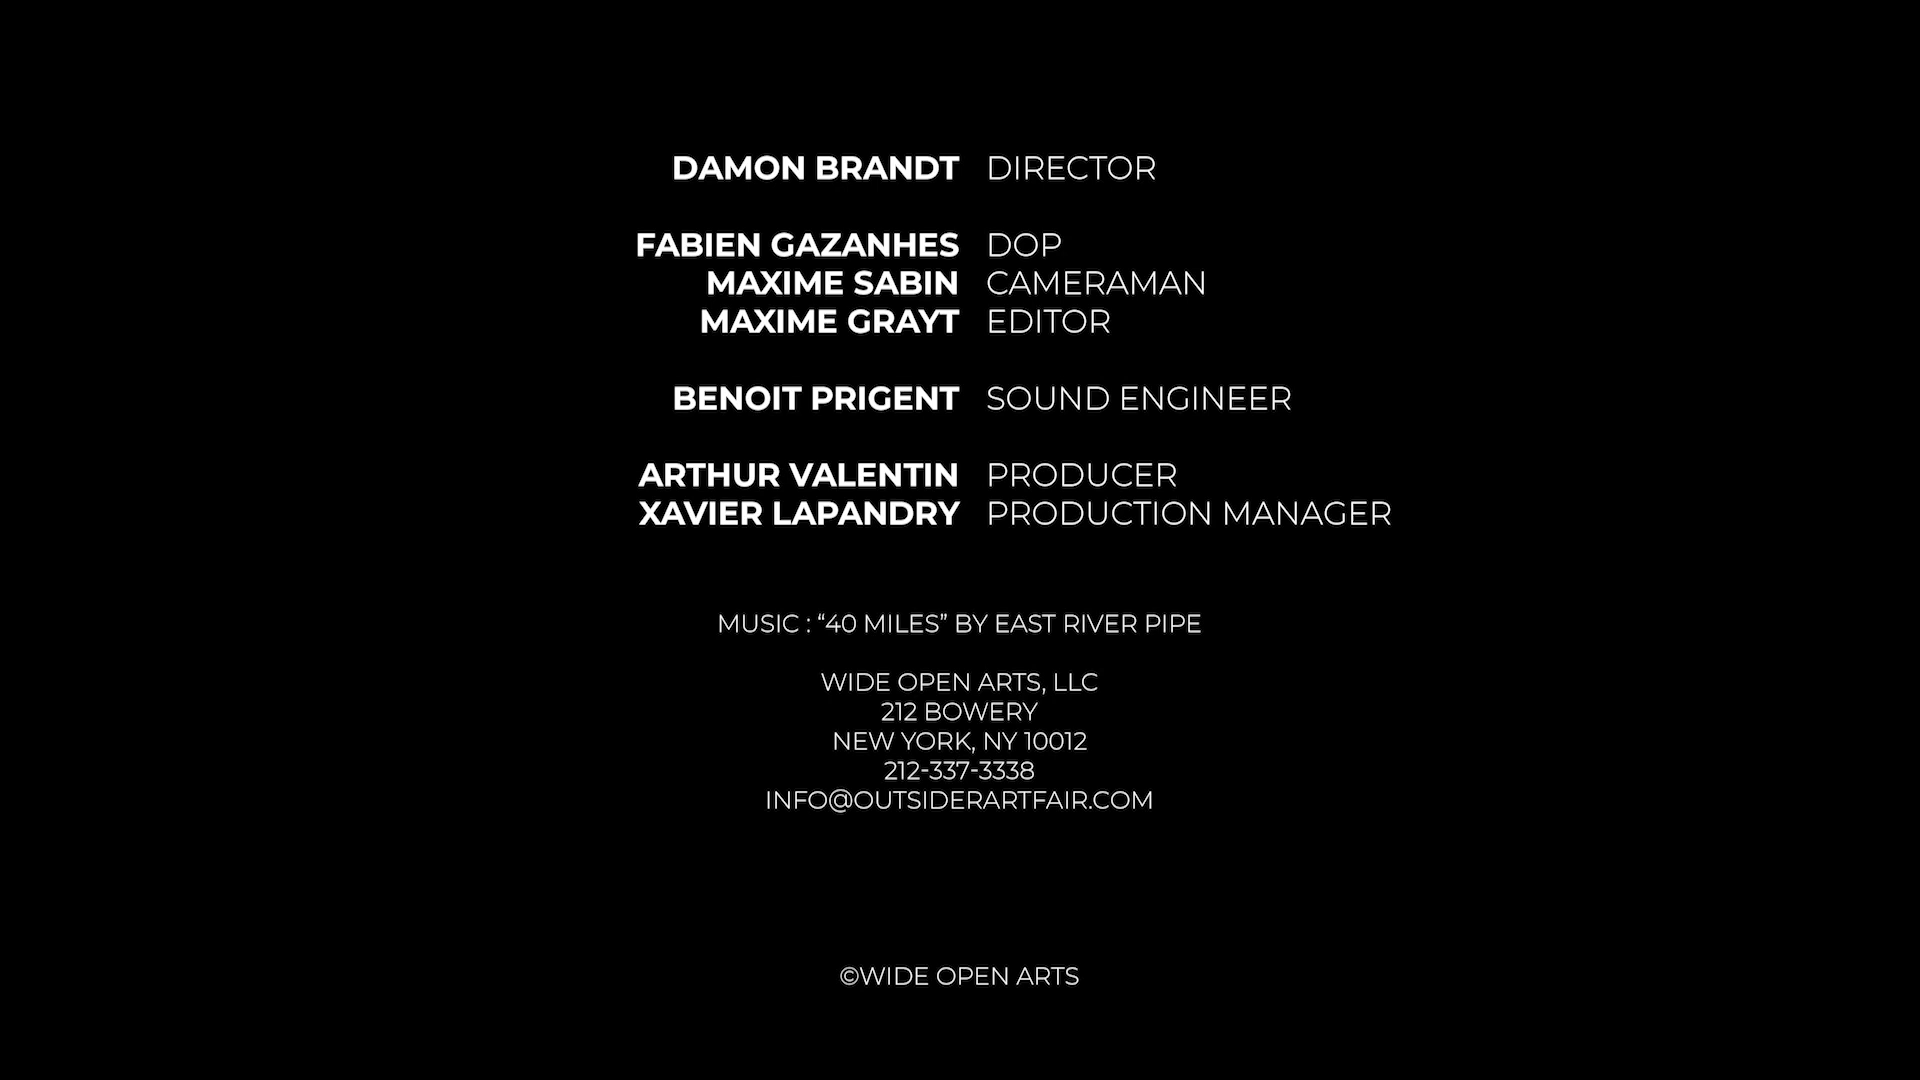 DAMON BRANDT DIRECTOR
FABIEN GAZANHES DOP
MAXIME SABIN CAMERAMAN
MAXIME GRAYT EDITOR
BENOIT PRIGENT SOUND ENGINEER
ARTHUR VALENTIN PRODUCER
XAVIER LAPANDRY PRODUCTION MANAGER
MUSIC : “40 MILES” BY EAST RIVER PIPE
WIDE OPEN ARTS, LLC
212 BOWERY
NEW YORK, NY 10012
212-337-3338
INFO@OUTSIDERARTFAIR.COM
©WIDE OPEN ARTS